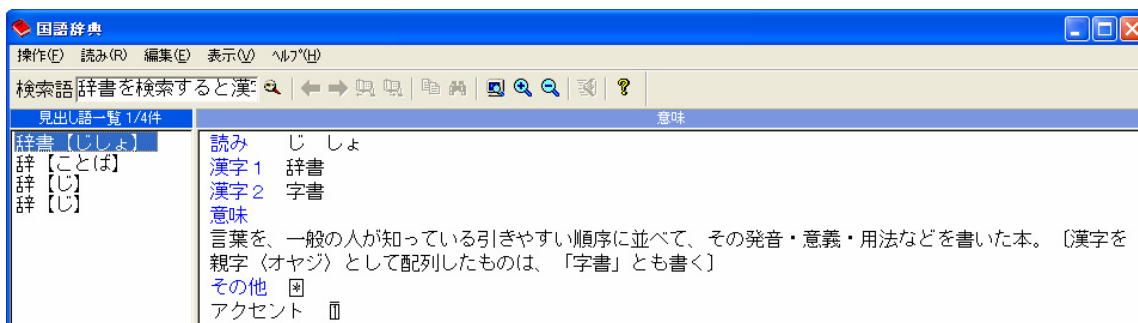 国語辞典
操作(F) 読み(R) 編集(E) 表示(V) ﾍﾙﾌﾟ(H)
検索語 辞書を検索すると漢
見出し語一覧 1/4件
意味
辞書【じしょ】
辞【ことば】
辞【じ】
辞【じ】
読み じ しょ
漢字1 辞書
漢字2 字書
意味
言葉を、一般の人が知っている引きやすい順序に並べて、その発音・意義・用法などを書いた本。〔漢字を
親字〈オヤジ〉として配列したものは、「字書」とも書く〕
その他 *
アクセント 1